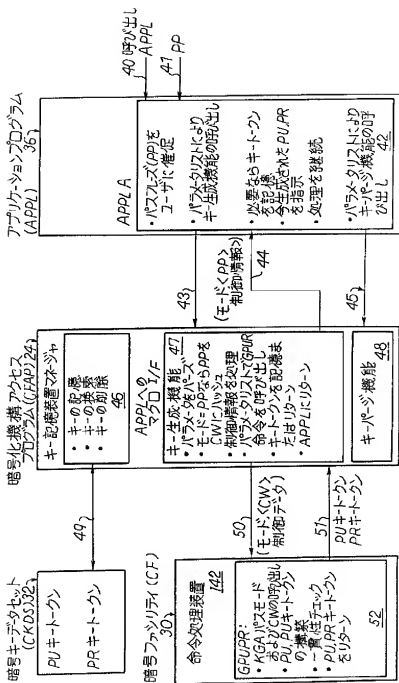 暗号キーデータセット
(CKDS)32
PUキートークン
PRキートークン
49
暗号ファシリティ(CF)
30
命令処理装置
142
GPUPR:
・KGAパスモード
およびCWの呼び出し
・PU,PUキートークン
の構築
・一貫性チェック
・PU,PRキートークン
をリターン
52
暗号化機構アクセス
プログラム(CFAP)24
キー記憶装置マネジャ
・キーの記憶
・キーの検索
・キーの削除
46
APPLへの
マクロI/F
キー生成機能 47
・パラメータをパーズ
・モード=PPならPPを
CWにハッシュ
・制御情報を処理
・パラメータリストでGPUPR
命令を呼び出し
・キートークンを記憶ま
たはリターン
・APPLにリターン
キーパージ機能
48
50
(モード,<CW>
制御データ)
51
PUキートークン
PRキートークン
アプリケーションプログラム
(APPL) 36
APPL A
・パスフレーズ(PP)を
ユーザに催促
・パラメータリストにより
キー生成機能の呼び出し
・必要ならキートークン
を記憶
・今生成されたPU,PR
を指示
・処理を継続
・パラメータリストにより
キーパージ機能の呼
び出し 42
43
(モード<PP>
制御情報)
44
45
40 呼び出し
APPL
41
PP